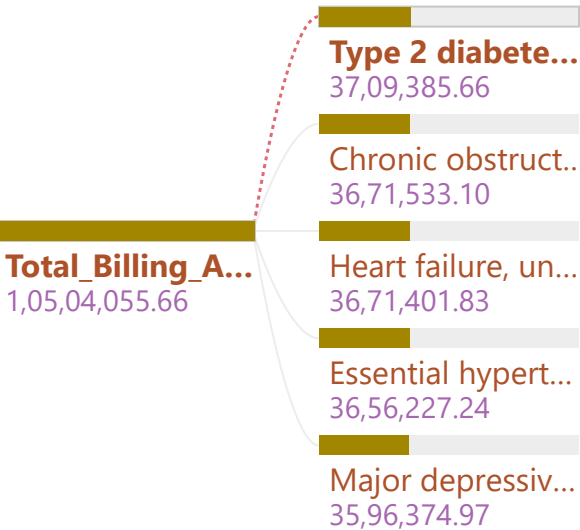 Type 2 diabete...
37,09,385.66
Chronic obstruct...
36,71,533.10
Total_Billing_A...
1,05,04,055.66
Heart failure, un...
36,71,401.83
Essential hypert...
36,56,227.24
Major depressiv...
35,96,374.97